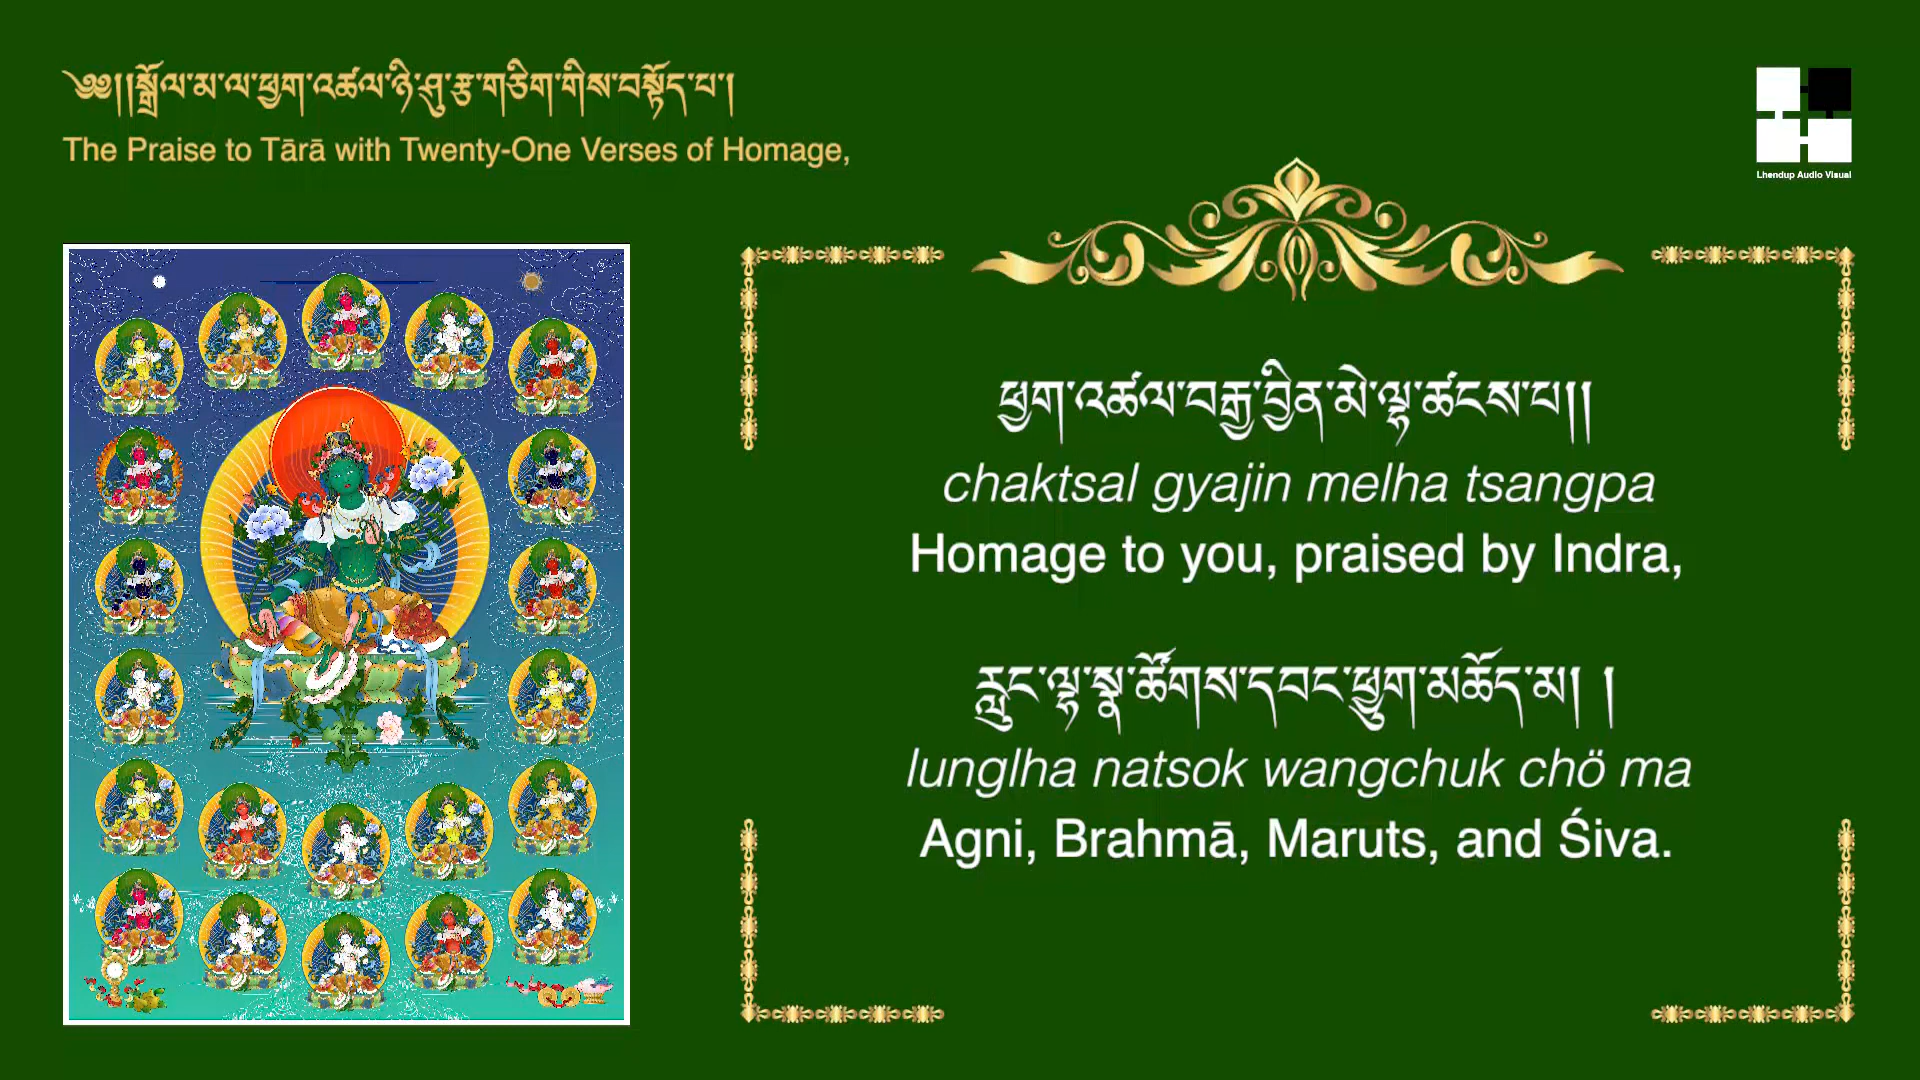 ༄༅།།སྒྲོལ་མ་ལ་ཕྱག་འཚལ་ཉི་ཤུ་རྩ་གཅིག་གིས་བསྟོད་པ་།
The Praise to Tārā with Twenty-One Verses of Homage,
Lhendup Audio Visual
ཕྱག་འཚལ་བརྒྱ་བྱིན་མེ་ལྷ་ཚངས་པ།།
chaktsal gyajin melha tsangpa
Homage to you, praised by Indra,
རླུང་ལྷ་སྣ་ཚོགས་དབང་ཕྱུག་མཆོད་མ། །
lunglha natsok wangchuk chö ma
Agni, Brahmā, Maruts, and Śiva.